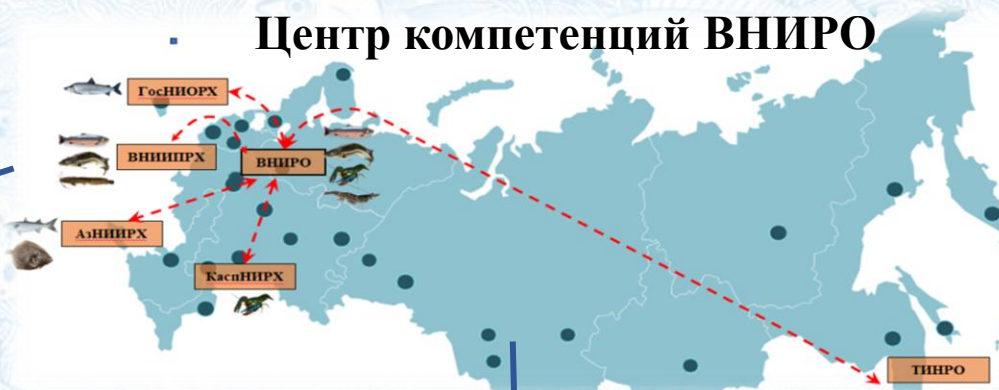 Центр компетенций ВНИРО
ГосНИОРХ
ВНИИПРХ
ВНИРО
АзНИИРХ
КаспНИРХ
ТИНРО